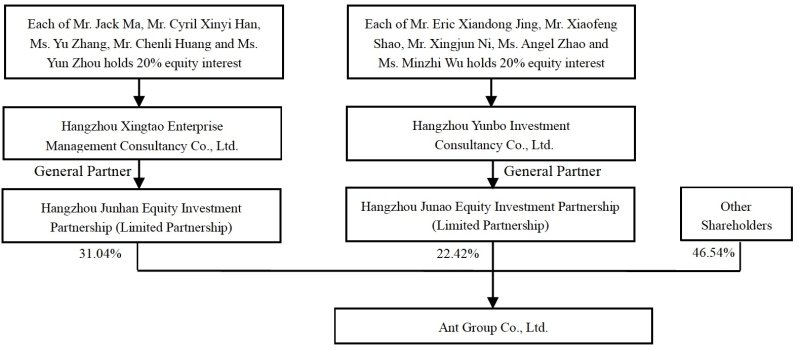 Each of Mr. Jack Ma, Mr. Cyril Xinyi Han,
Ms. Yu Zhang, Mr. Chenli Huang and Ms.
Yun Zhou holds 20% equity interest
Each of Mr. Eric Xiandong Jing, Mr. Xiaofeng
Shao, Mr. Xingjun Ni, Ms. Angel Zhao and
Ms. Minzhi Wu holds 20% equity interest
Hangzhou Xingtao Enterprise
Management Consultancy Co., Ltd.
Hangzhou Yunbo Investment
Consultancy Co., Ltd.
General Partner
General Partner
Hangzhou Junhan Equity Investment
Partnership (Limited Partnership)
Hangzhou Junao Equity Investment Partnership
(Limited Partnership)
Other
Shareholders
31.04%
22.42%
46.54%
Ant Group Co., Ltd.